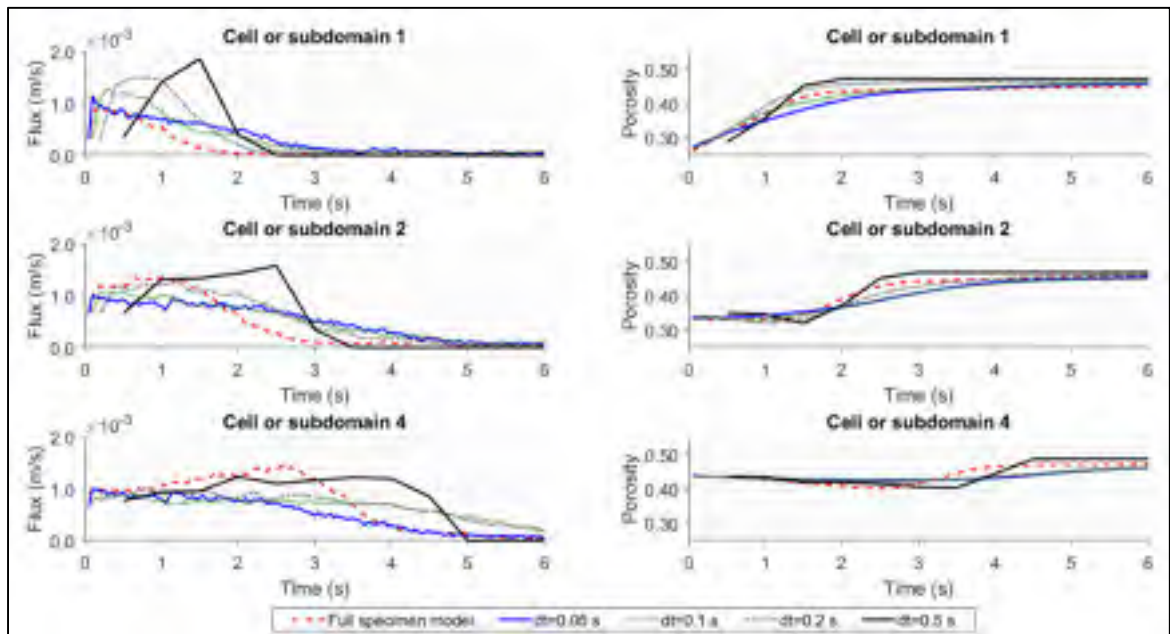 Cell or subdomain 1
×10⁻³
2.0
1.0
0.0
Flux (m/s)
0 1 2 3 4 5 6
Time (s)
Cell or subdomain 1
0.50
0.40
0.30
Porosity
0 1 2 3 4 5 6
Time (s)
Cell or subdomain 2
×10⁻³
2.0
1.0
0.0
Flux (m/s)
0 1 2 3 4 5 6
Time (s)
Cell or subdomain 2
0.50
0.40
0.30
Porosity
0 1 2 3 4 5 6
Time (s)
Cell or subdomain 4
×10⁻³
2.0
1.0
0.0
Flux (m/s)
0 1 2 3 4 5 6
Time (s)
Cell or subdomain 4
0.50
0.40
0.30
Porosity
0 1 2 3 4 5 6
Time (s)
Full specimen model dt=0.05 s dt=0.1 s dt=0.2 s dt=0.5 s